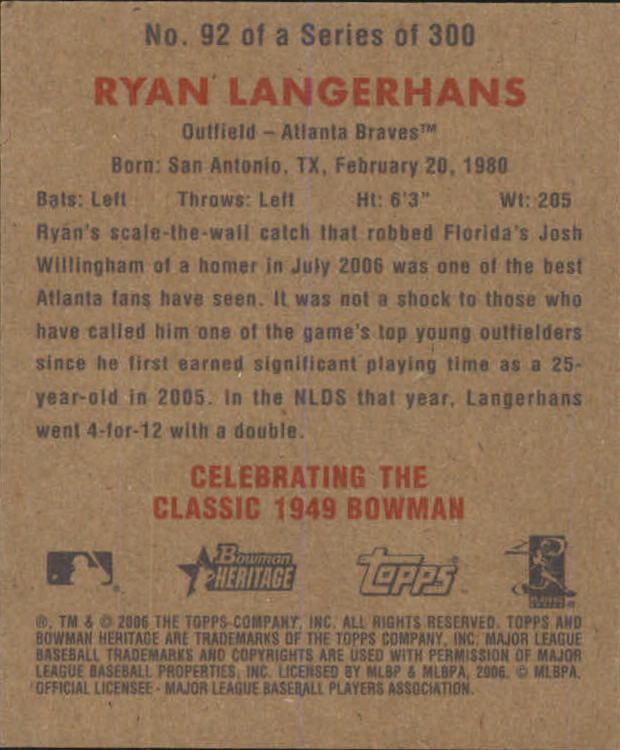 No. 92 of a Series of 300
RYAN LANGERHANS
Outfield – Atlanta Braves™
Born: San Antonio, TX, February 20, 1980
Bats: Left Throws: Left Ht: 6'3" Wt: 205
Ryan's scale-the-wall catch that robbed Florida's Josh
Willingham of a homer in July 2006 was one of the best
Atlanta fans have seen. It was not a shock to those who
have called him one of the game's top young outfielders
since he first earned significant playing time as a 25-
year-old in 2005. In the NLDS that year, Langerhans
went 4-for-12 with a double.
CELEBRATING THE
CLASSIC 1949 BOWMAN
Bowman
HERITAGE
TOPPS
®, TM & © 2006 THE TOPPS COMPANY, INC. ALL RIGHTS RESERVED. TOPPS AND
BOWMAN HERITAGE ARE TRADEMARKS OF THE TOPPS COMPANY, INC. MAJOR LEAGUE
BASEBALL TRADEMARKS AND COPYRIGHTS ARE USED WITH PERMISSION OF MAJOR
LEAGUE BASEBALL PROPERTIES, INC. LICENSED BY MLBP & MLBPA, 2006. © MLBPA.
OFFICIAL LICENSEE - MAJOR LEAGUE BASEBALL PLAYERS ASSOCIATION.